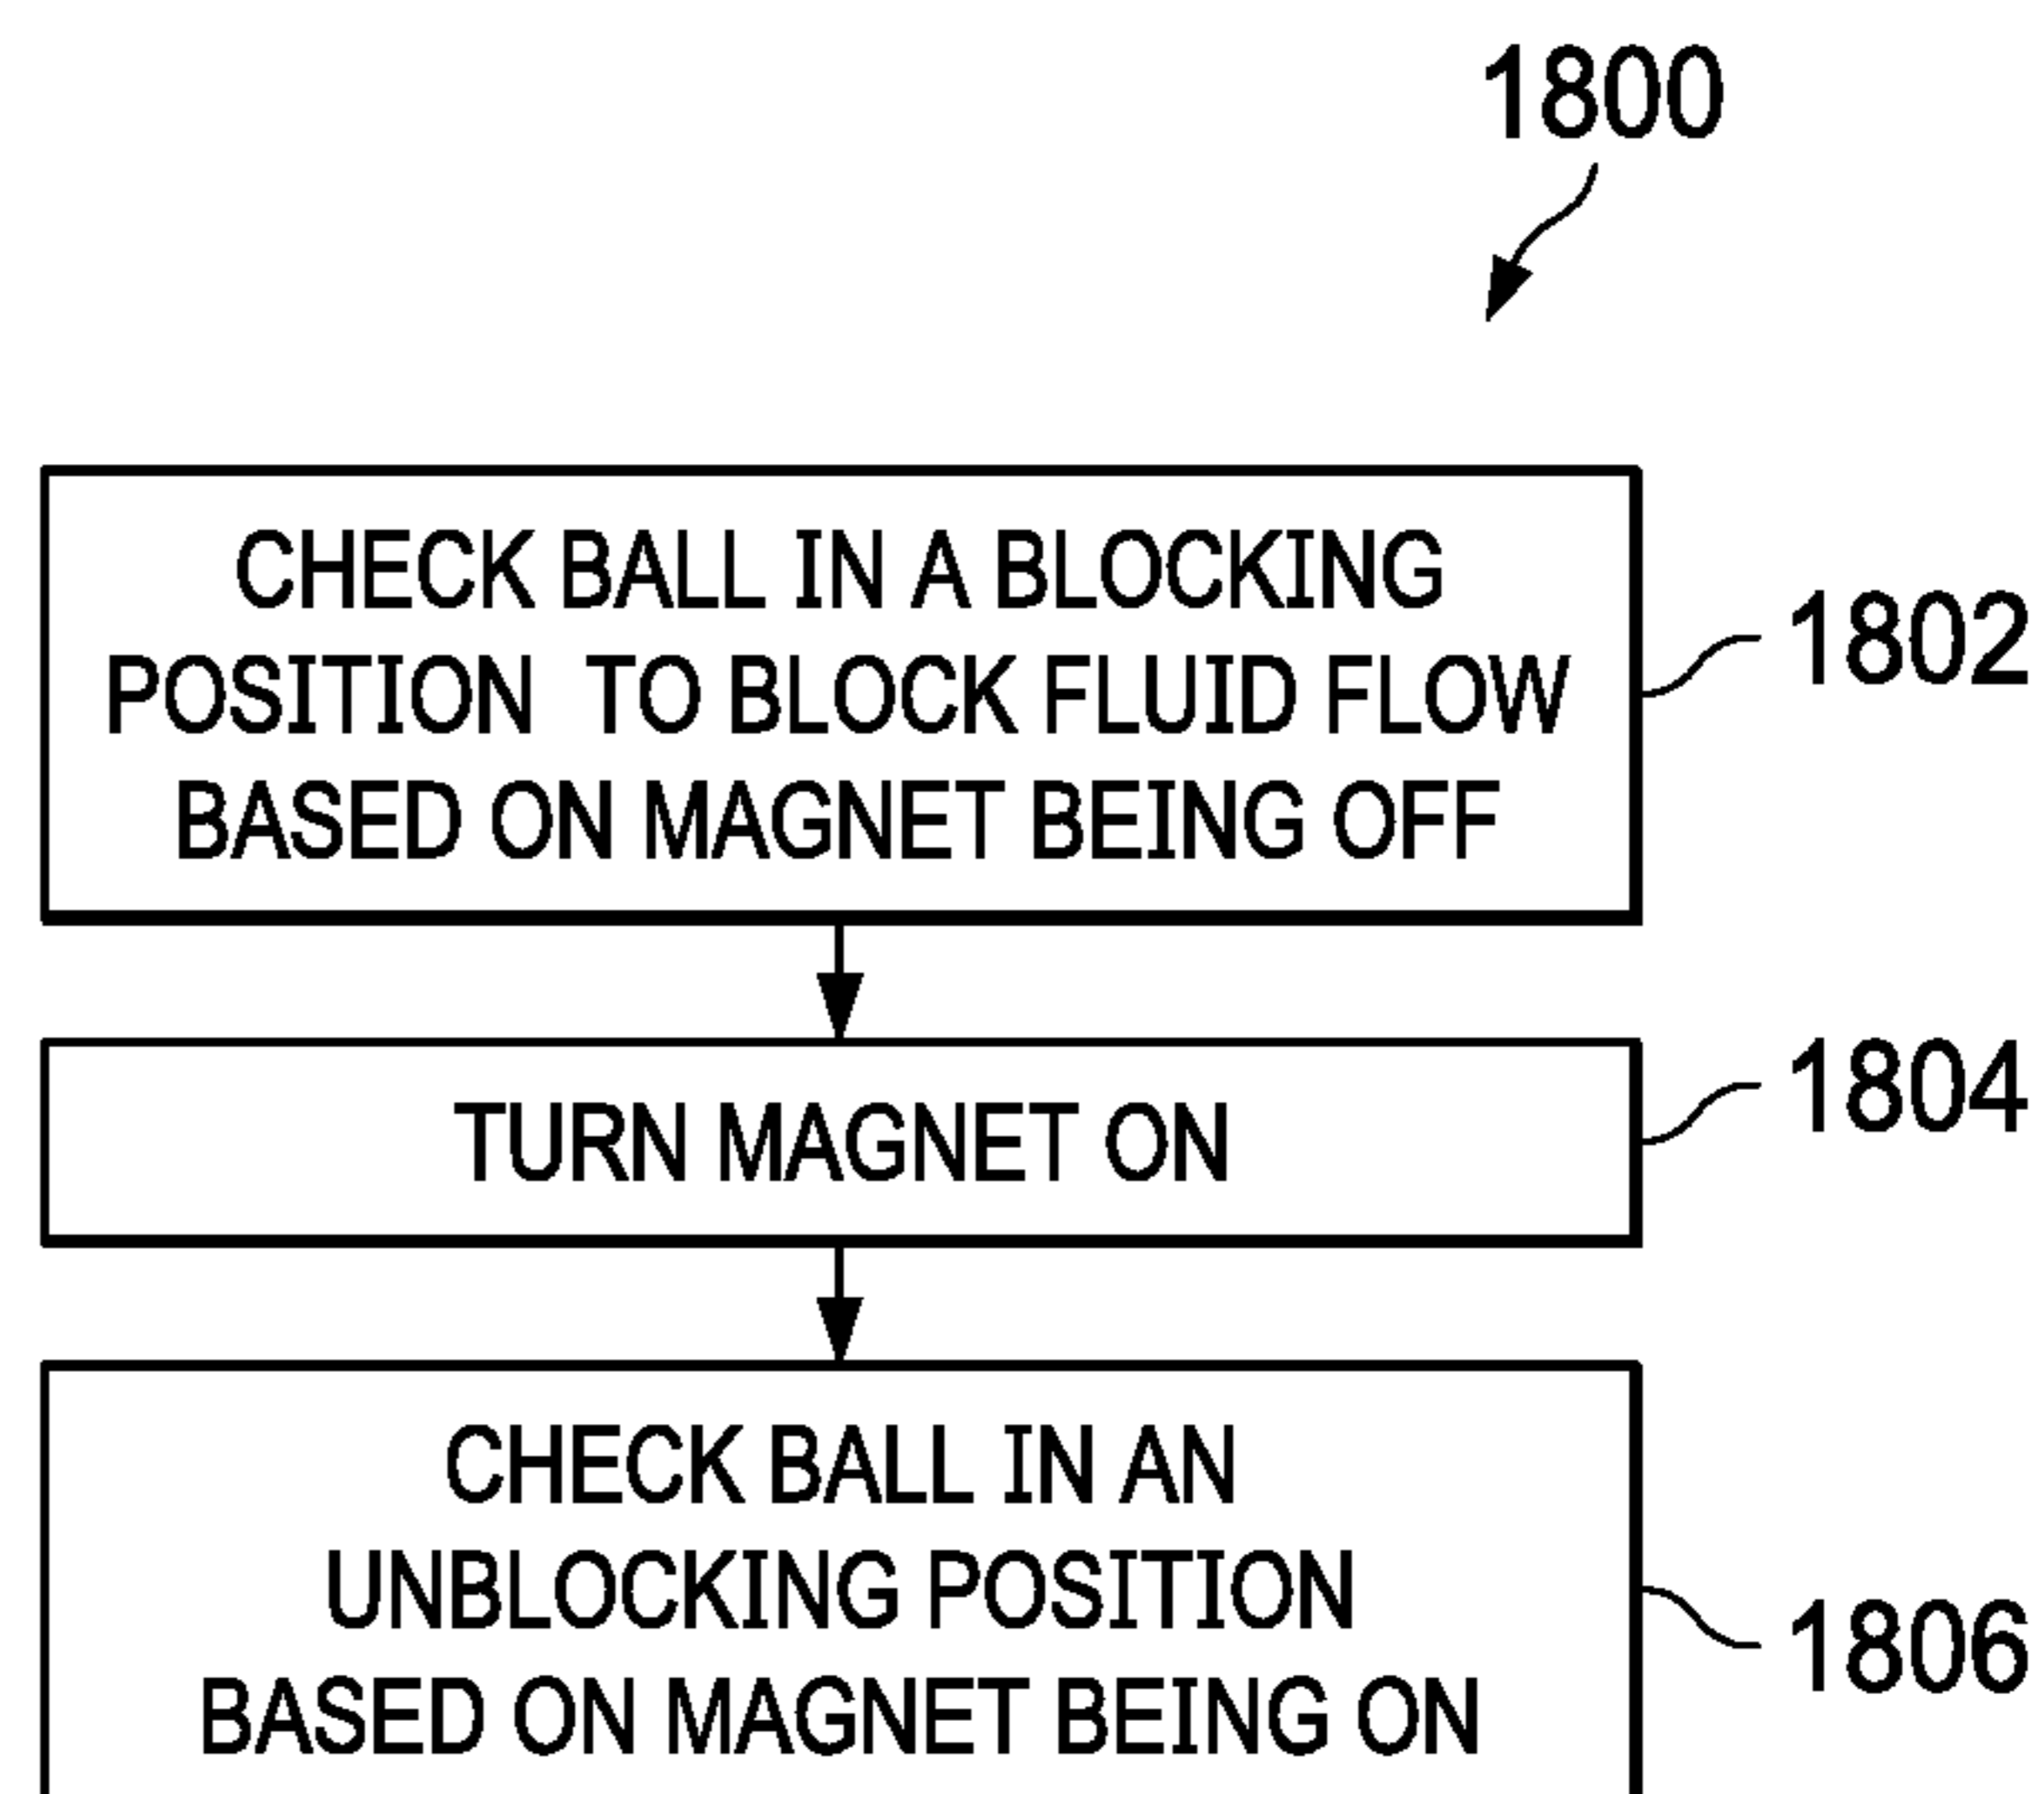 1800
CHECK BALL IN A BLOCKING
POSITION TO BLOCK FLUID FLOW
BASED ON MAGNET BEING OFF
1802
TURN MAGNET ON
1804
CHECK BALL IN AN
UNBLOCKING POSITION
BASED ON MAGNET BEING ON
1806